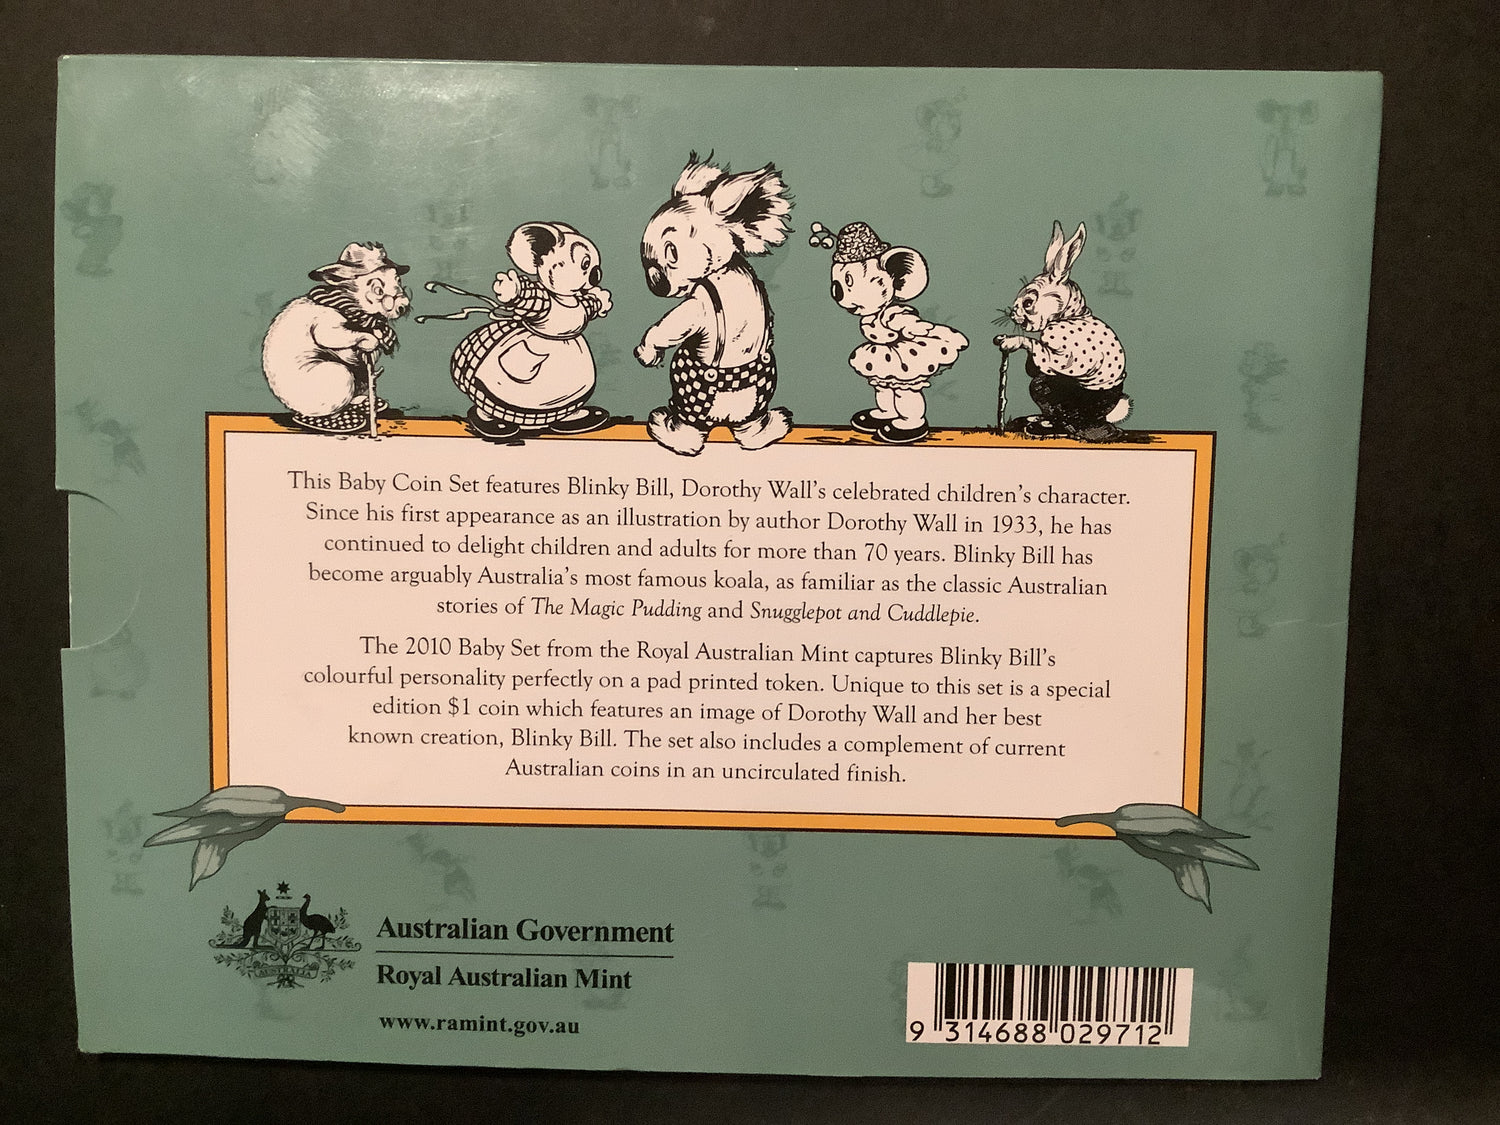 This Baby Coin Set features Blinky Bill, Dorothy Wall's celebrated children's character.
Since his first appearance as an illustration by author Dorothy Wall in 1933, he has
continued to delight children and adults for more than 70 years. Blinky Bill has
become arguably Australia's most famous koala, as familiar as the classic Australian
stories of The Magic Pudding and Snugglepot and Cuddlepie.
The 2010 Baby Set from the Royal Australian Mint captures Blinky Bill's
colourful personality perfectly on a pad printed token. Unique to this set is a special
edition $1 coin which features an image of Dorothy Wall and her best
known creation, Blinky Bill. The set also includes a complement of current
Australian coins in an uncirculated finish.
AUSTRALIA
Australian Government
Royal Australian Mint
www.ramint.gov.au
9 314688 029712